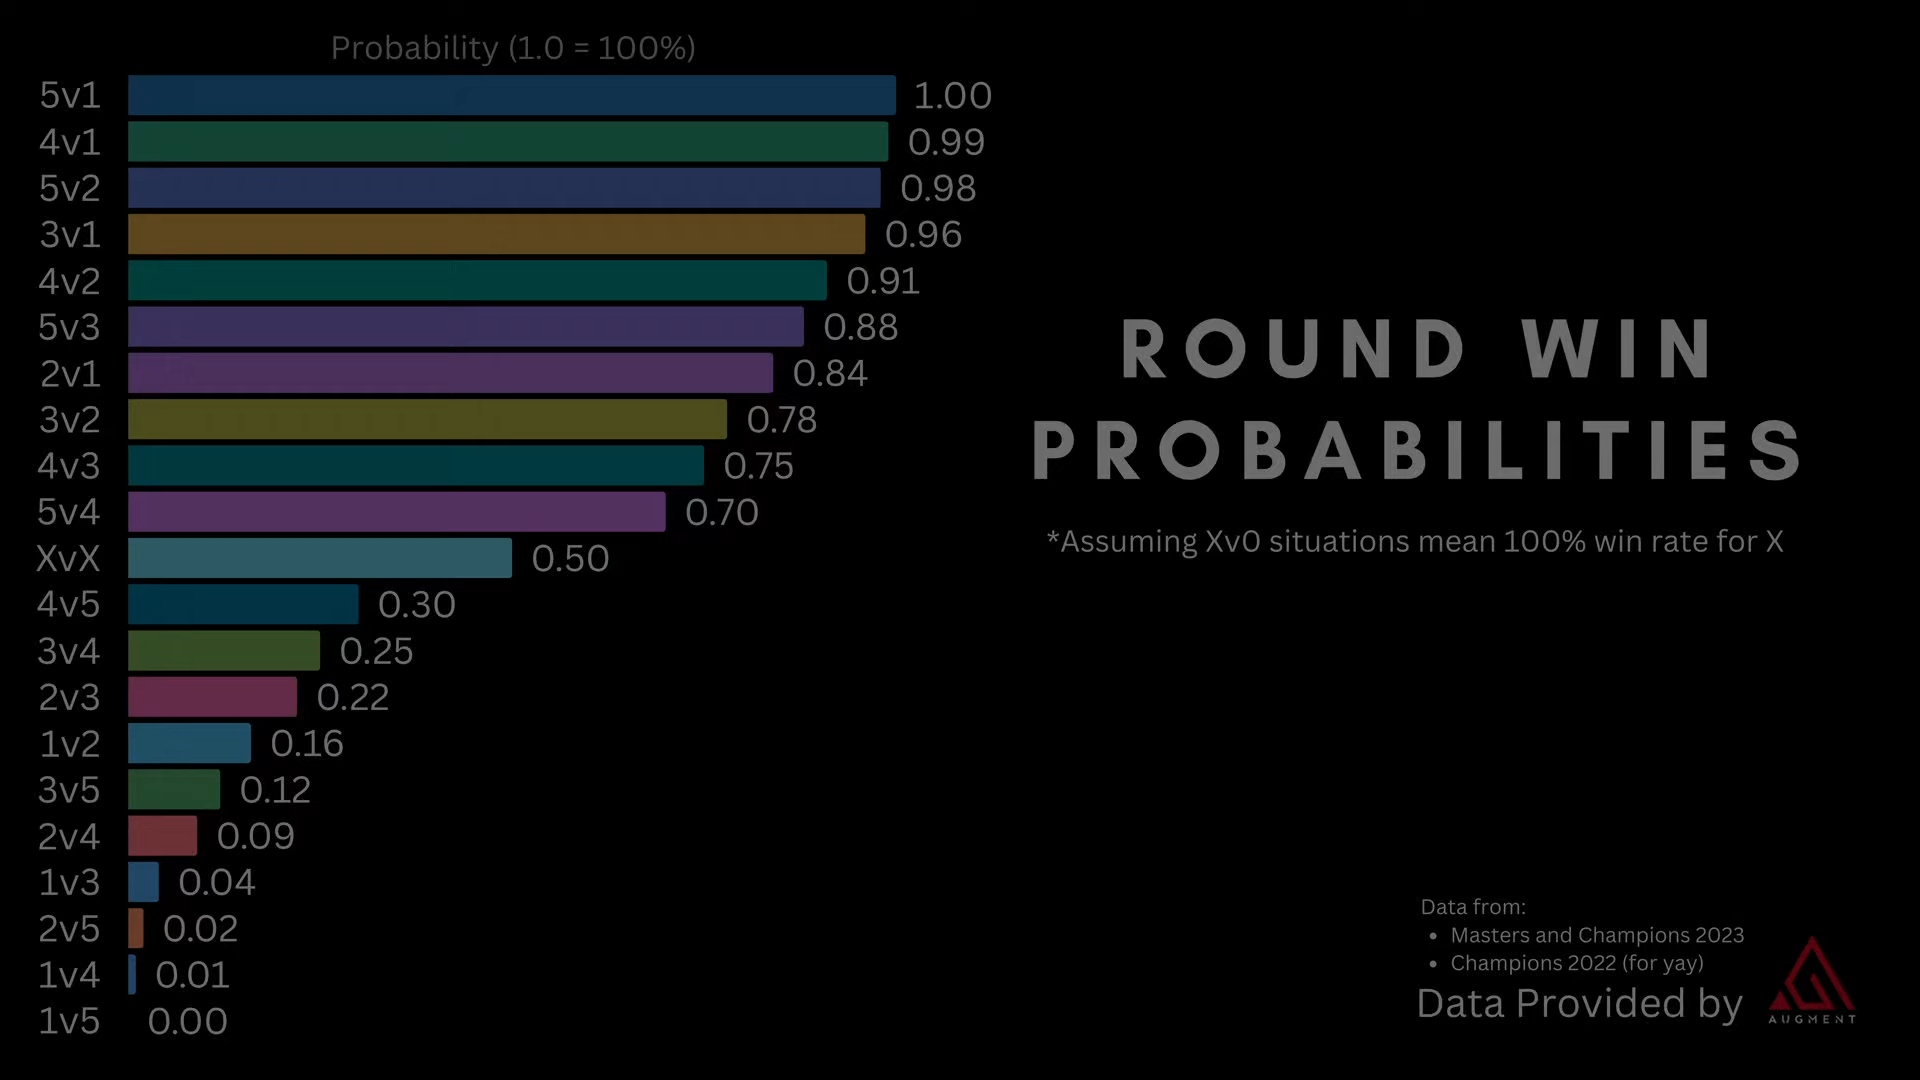 Probability (1.0 = 100%)
5v1 1.00
4v1 0.99
5v2 0.98
3v1 0.96
4v2 0.91
5v3 0.88
2v1 0.84
3v2 0.78
4v3 0.75
5v4 0.70
XvX 0.50
4v5 0.30
3v4 0.25
2v3 0.22
1v2 0.16
3v5 0.12
2v4 0.09
1v3 0.04
2v5 0.02
1v4 0.01
1v5 0.00
ROUND WIN
PROBABILITIES
*Assuming Xv0 situations mean 100% win rate for X
Data from:
• Masters and Champions 2023
• Champions 2022 (for yay)
Data Provided by
AUGMENT